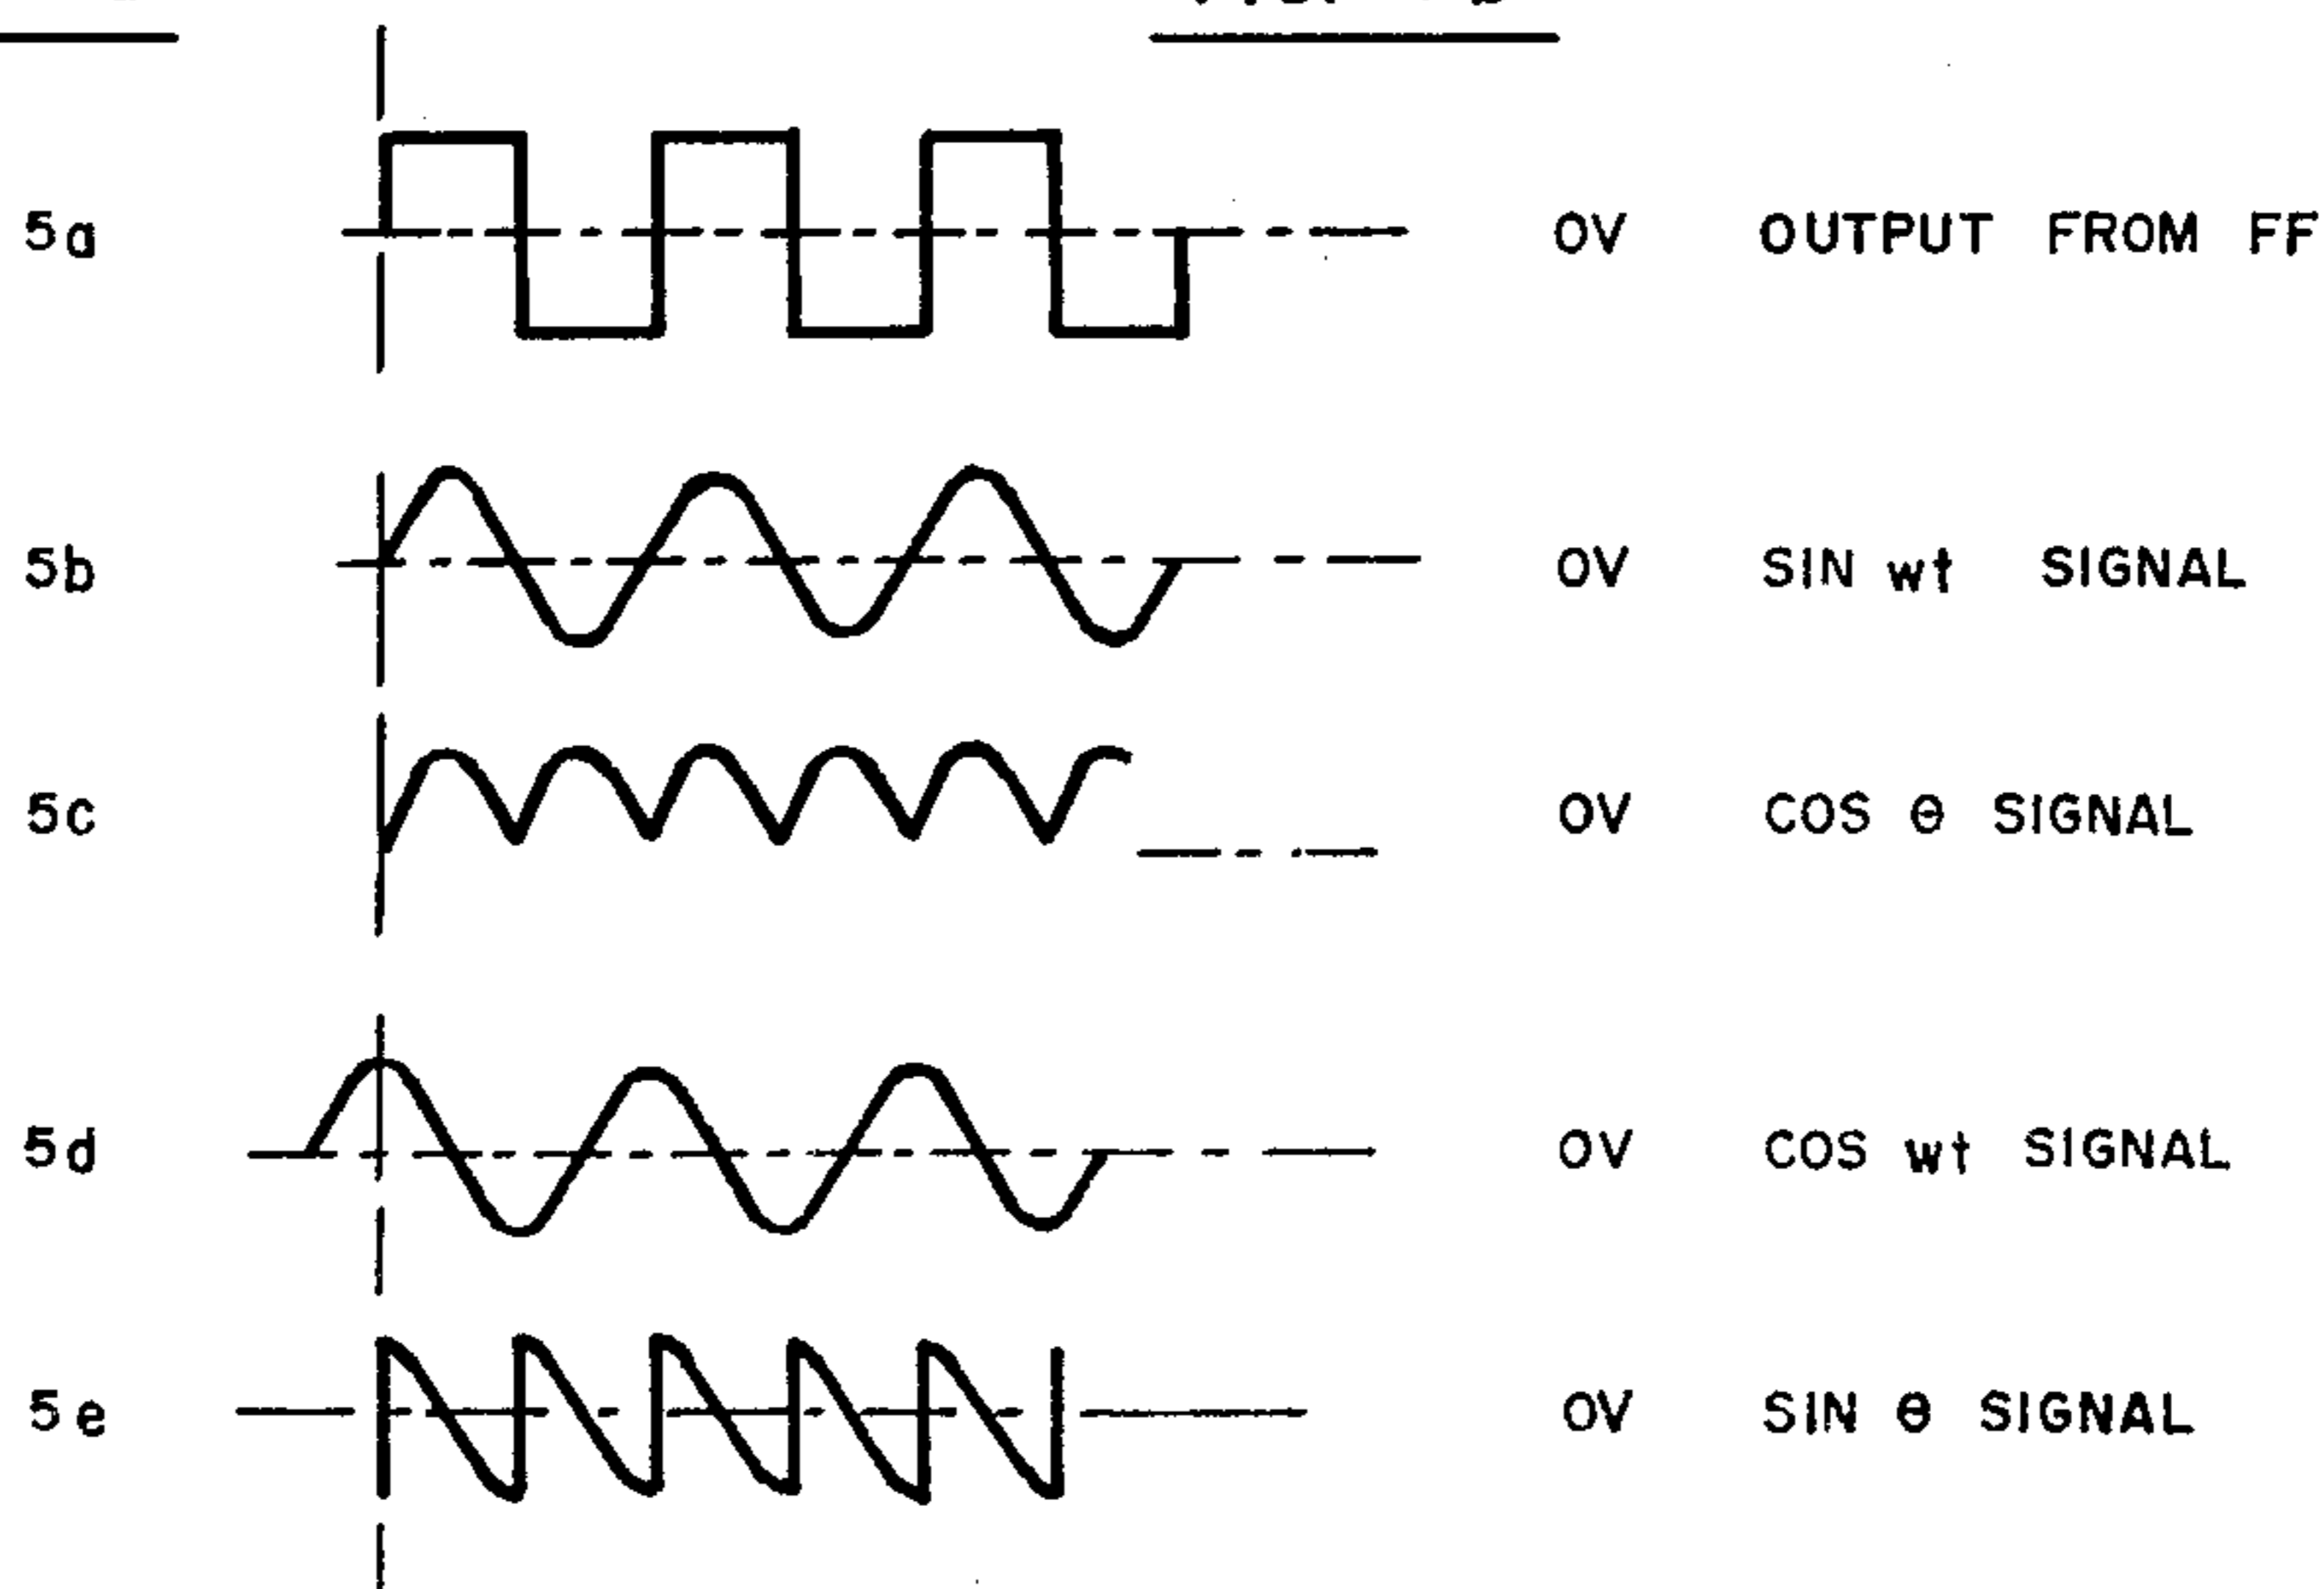 5a OV OUTPUT FROM FF
5b OV SIN wt SIGNAL
5c OV COS Θ SIGNAL
5d OV COS wt SIGNAL
5e OV SIN Θ SIGNAL